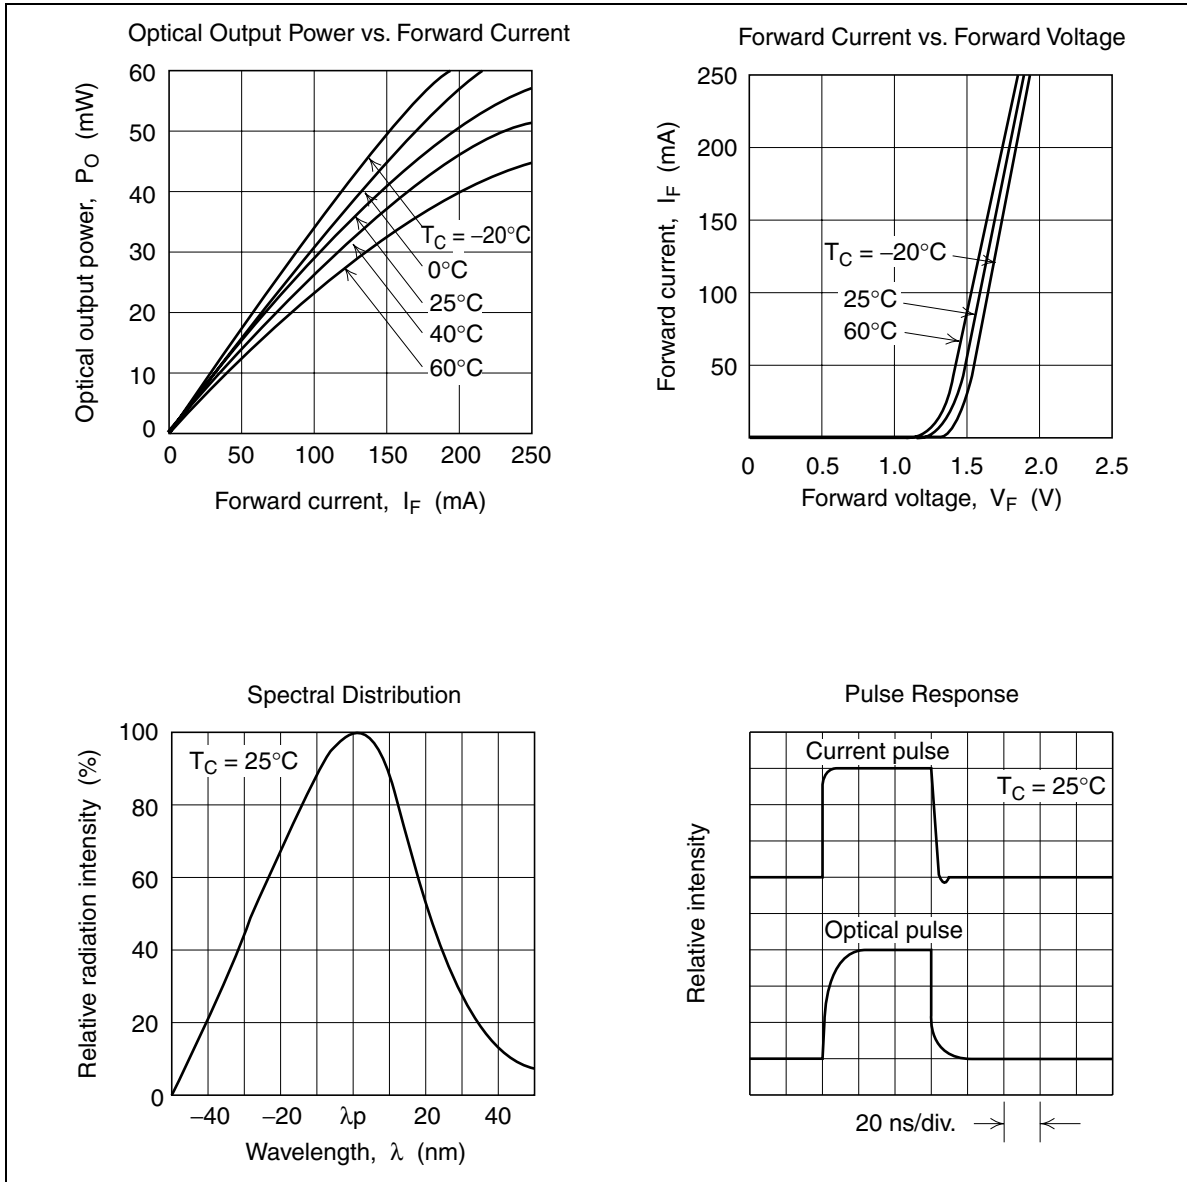 Optical Output Power vs. Forward Current
60
50
40
30
20
10
0
Optical output power, PO (mW)
TC = –20°C
0°C
25°C
40°C
60°C
0 50 100 150 200 250
Forward current, IF (mA)
Forward Current vs. Forward Voltage
250
200
150
100
50
Forward current, IF (mA)
TC = –20°C
25°C
60°C
0 0.5 1.0 1.5 2.0 2.5
Forward voltage, VF (V)
Spectral Distribution
100
80
60
40
20
0
Relative radiation intensity (%)
TC = 25°C
–40 –20 λp 20 40
Wavelength, λ (nm)
Pulse Response
Relative intensity
Current pulse
TC = 25°C
Optical pulse
20 ns/div.